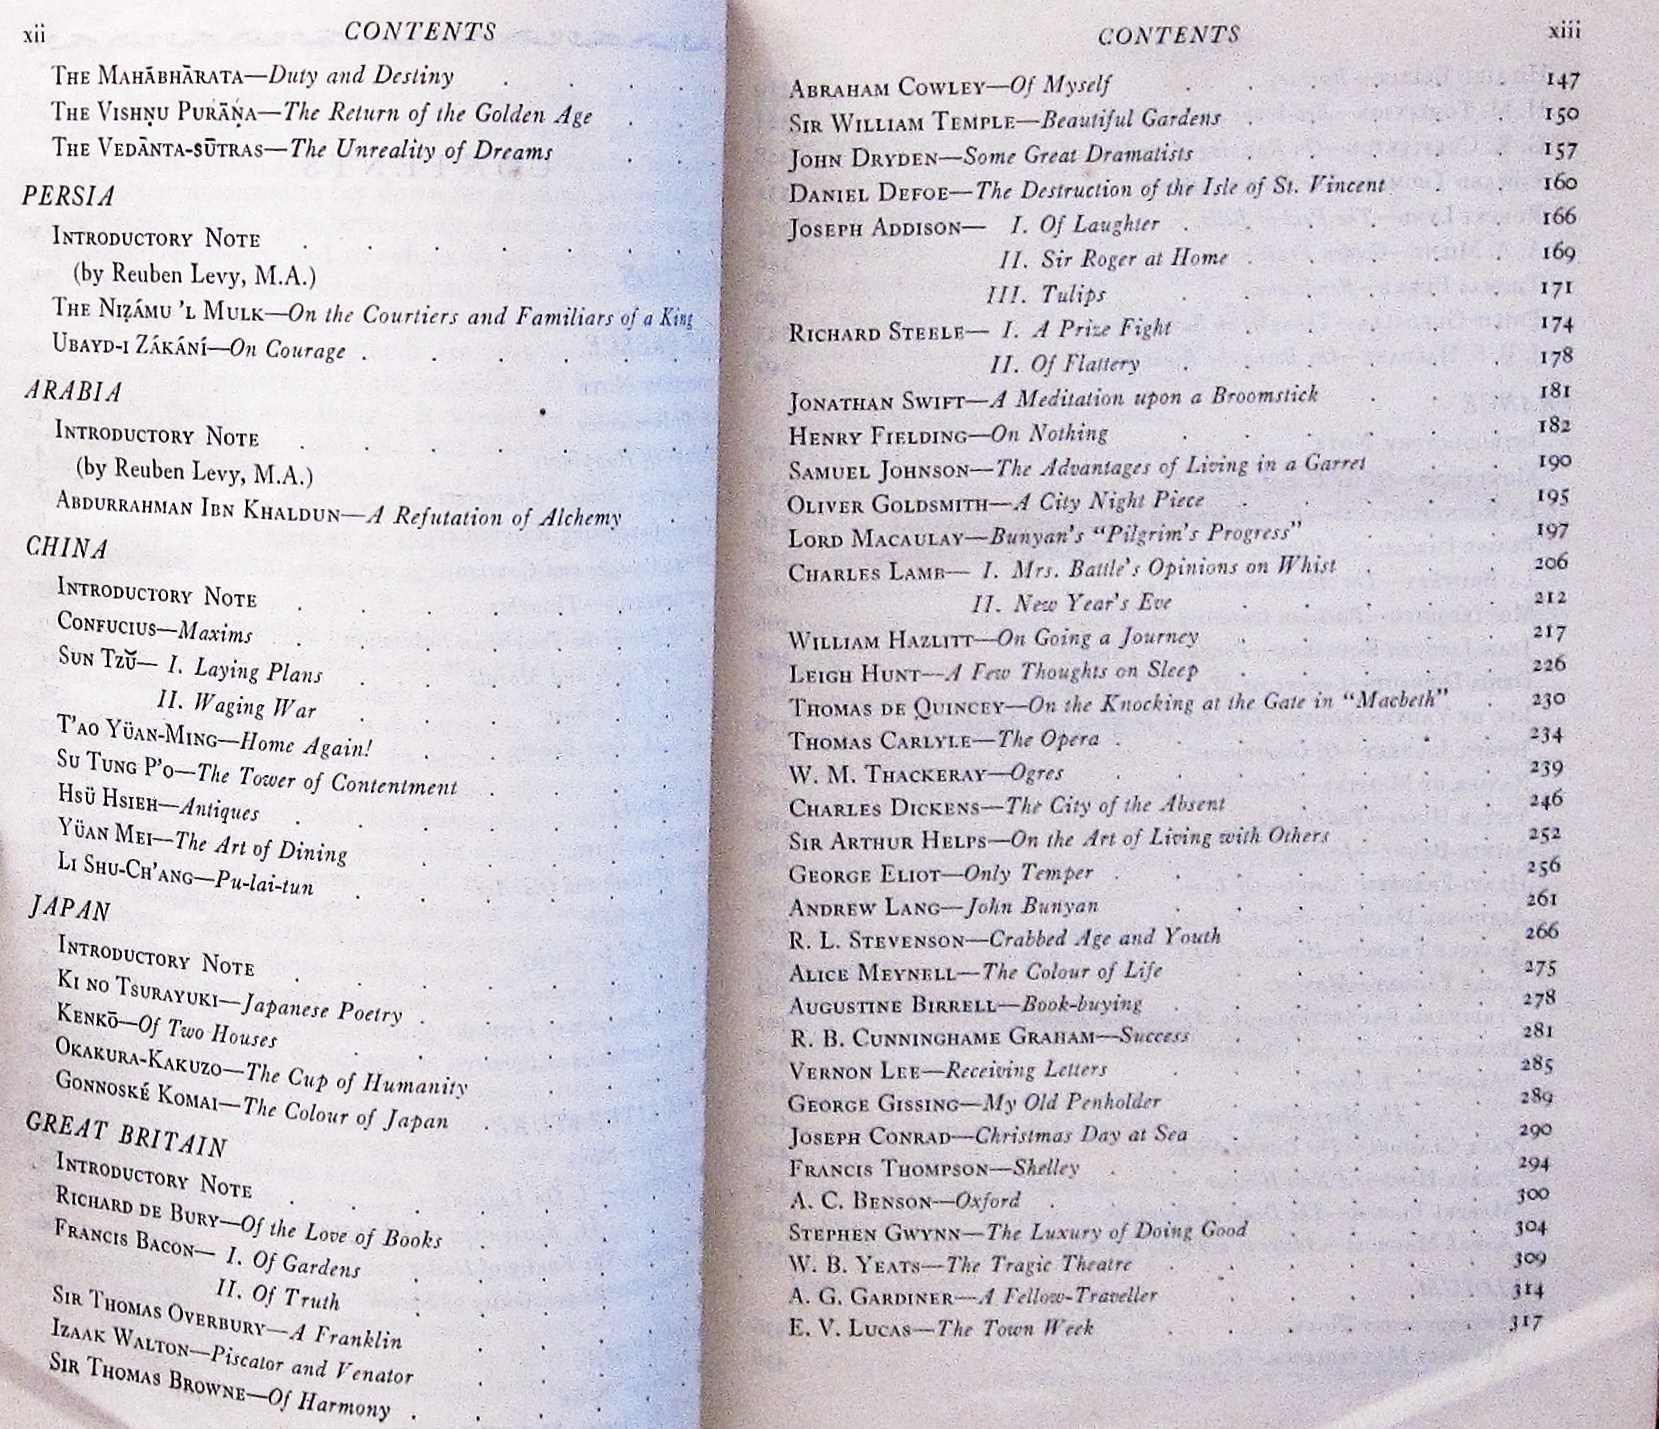 xii
CONTENTS
THE MAHĀBHĀRATA—Duty and Destiny
THE VISHṆU PURĀṆA—The Return of the Golden Age
THE VEDĀNTA-SŪTRAS—The Unreality of Dreams
PERSIA
INTRODUCTORY NOTE
(by Reuben Levy, M.A.)
THE NIẒÁMU 'L MULK—On the Courtiers and Familiars of a King
UBAYD-I ZÁKÁNÍ—On Courage
ARABIA
INTRODUCTORY NOTE
(by Reuben Levy, M.A.)
ABDURRAHMAN IBN KHALDUN—A Refutation of Alchemy
CHINA
INTRODUCTORY NOTE
CONFUCIUS—Maxims
SUN TZŬ— I. Laying Plans
II. Waging War
T'AO YÜAN-MING—Home Again!
SU TUNG P'O—The Tower of Contentment
HSÜ HSIEH—Antiques
YÜAN MEI—The Art of Dining
LI SHU-CH'ANG—Pu-lai-tun
JAPAN
INTRODUCTORY NOTE
KI NO TSURAYUKI—Japanese Poetry
KENKŌ—Of Two Houses
OKAKURA-KAKUZO—The Cup of Humanity
GONNOSKÉ KOMAI—The Colour of Japan
GREAT BRITAIN
INTRODUCTORY NOTE
RICHARD DE BURY—Of the Love of Books
FRANCIS BACON— I. Of Gardens
II. Of Truth
SIR THOMAS OVERBURY—A Franklin
IZAAK WALTON—Piscator and Venator
SIR THOMAS BROWNE—Of Harmony
CONTENTS
xiii
ABRAHAM COWLEY—Of Myself 147
SIR WILLIAM TEMPLE—Beautiful Gardens 150
JOHN DRYDEN—Some Great Dramatists 157
DANIEL DEFOE—The Destruction of the Isle of St. Vincent 160
JOSEPH ADDISON— I. Of Laughter 166
II. Sir Roger at Home 169
III. Tulips 171
RICHARD STEELE— I. A Prize Fight 174
II. Of Flattery 178
JONATHAN SWIFT—A Meditation upon a Broomstick 181
HENRY FIELDING—On Nothing 182
SAMUEL JOHNSON—The Advantages of Living in a Garret 190
OLIVER GOLDSMITH—A City Night Piece 195
LORD MACAULAY—Bunyan's "Pilgrim's Progress" 197
CHARLES LAMB— I. Mrs. Battle's Opinions on Whist 206
II. New Year's Eve 212
WILLIAM HAZLITT—On Going a Journey 217
LEIGH HUNT—A Few Thoughts on Sleep 226
THOMAS DE QUINCEY—On the Knocking at the Gate in "Macbeth" 230
THOMAS CARLYLE—The Opera 234
W. M. THACKERAY—Ogres 239
CHARLES DICKENS—The City of the Absent 246
SIR ARTHUR HELPS—On the Art of Living with Others 252
GEORGE ELIOT—Only Temper 256
ANDREW LANG—John Bunyan 261
R. L. STEVENSON—Crabbed Age and Youth 266
ALICE MEYNELL—The Colour of Life 275
AUGUSTINE BIRRELL—Book-buying 278
R. B. CUNNINGHAME GRAHAM—Success 281
VERNON LEE—Receiving Letters 285
GEORGE GISSING—My Old Penholder 289
JOSEPH CONRAD—Christmas Day at Sea 290
FRANCIS THOMPSON—Shelley 294
A. C. BENSON—Oxford 300
STEPHEN GWYNN—The Luxury of Doing Good 304
W. B. YEATS—The Tragic Theatre 309
A. G. GARDINER—A Fellow-Traveller 314
E. V. LUCAS—The Town Week 317